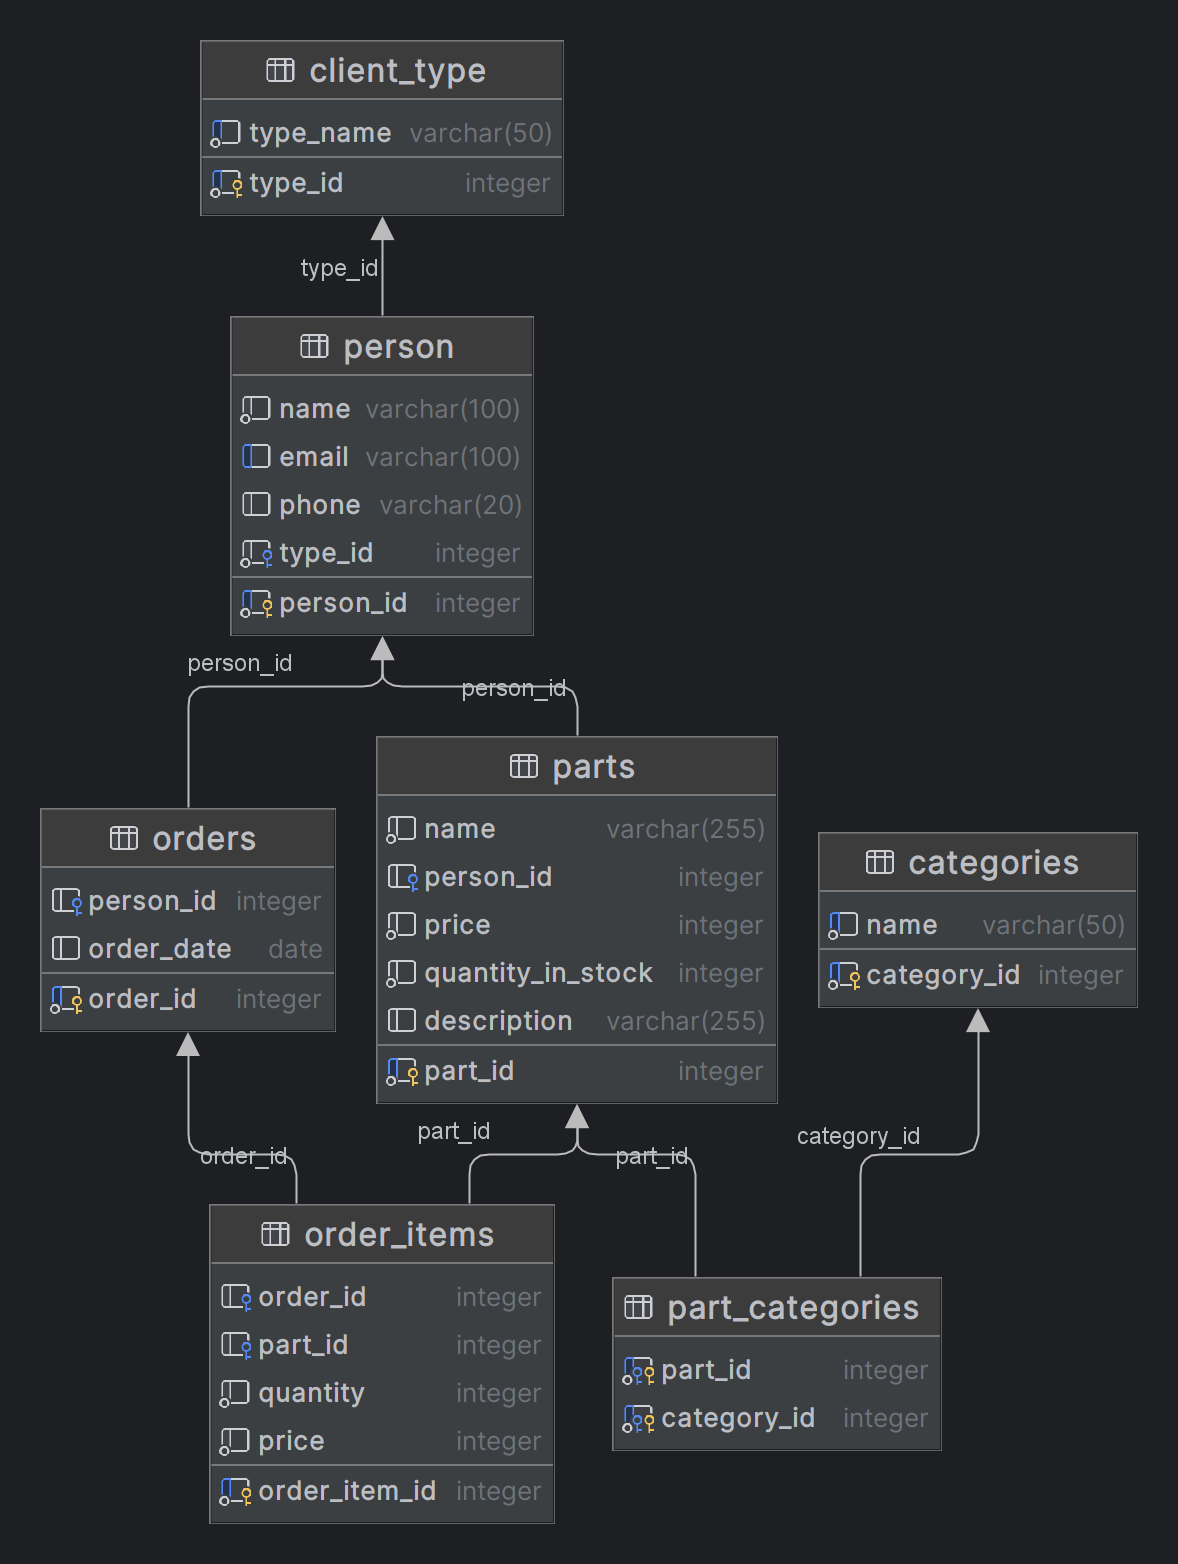 client_type
type_name varchar(50)
type_id integer
type_id
person
name varchar(100)
email varchar(100)
phone varchar(20)
type_id integer
person_id integer
person_id
person_id
parts
name varchar(255)
person_id integer
price integer
quantity_in_stock integer
description varchar(255)
part_id integer
orders
person_id integer
order_date date
order_id integer
categories
name varchar(50)
category_id integer
order_id
part_id
part_id
category_id
order_items
order_id integer
part_id integer
quantity integer
price integer
order_item_id integer
part_categories
part_id integer
category_id integer